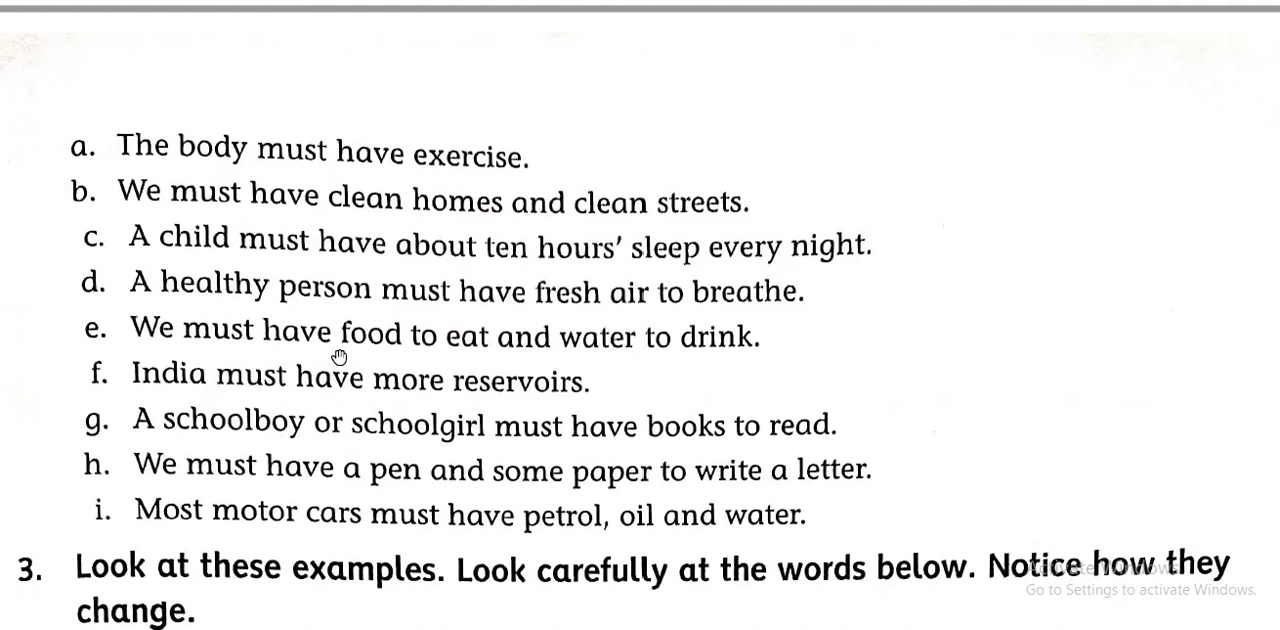 a. The body must have exercise.
b. We must have clean homes and clean streets.
c. A child must have about ten hours' sleep every night.
d. A healthy person must have fresh air to breathe.
e. We must have food to eat and water to drink.
f. India must have more reservoirs.
g. A schoolboy or schoolgirl must have books to read.
h. We must have a pen and some paper to write a letter.
i. Most motor cars must have petrol, oil and water.
3. Look at these examples. Look carefully at the words below. Notice how they
change.
Activate Windows
Go to Settings to activate Windows.